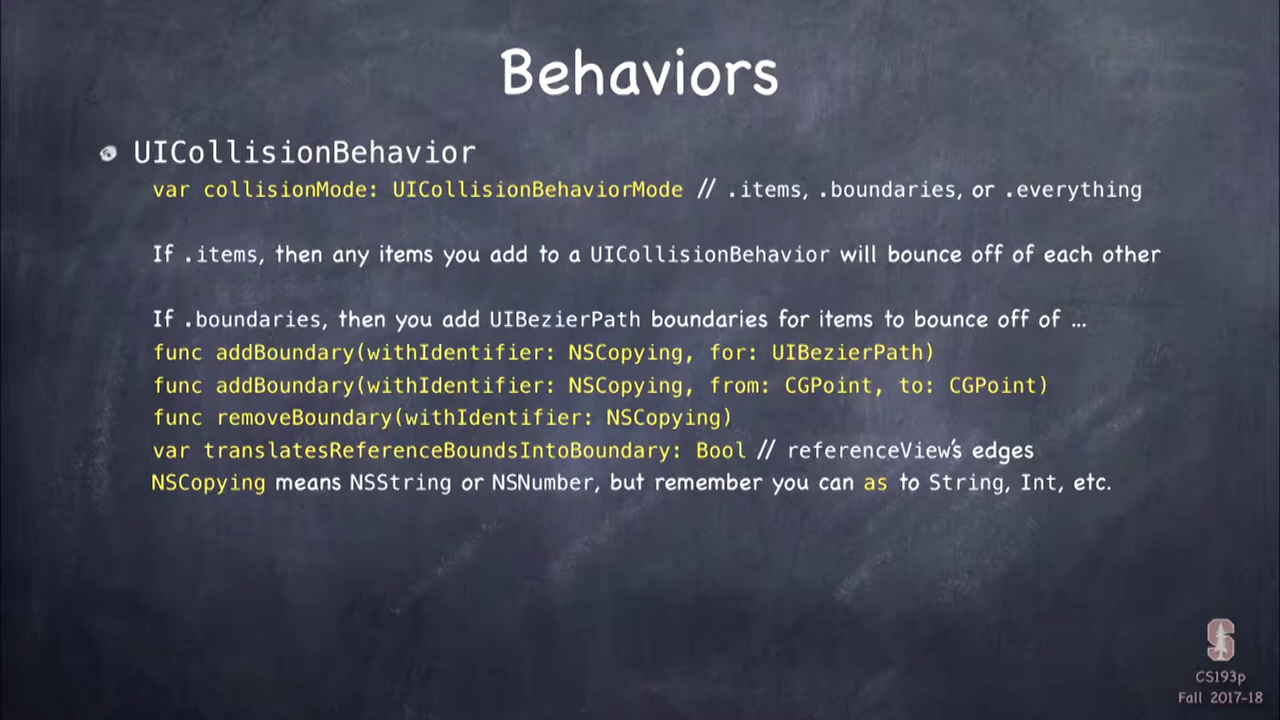 Behaviors
UICollisionBehavior
var collisionMode: UICollisionBehaviorMode // .items, .boundaries, or .everything
If .items, then any items you add to a UICollisionBehavior will bounce off of each other
If .boundaries, then you add UIBezierPath boundaries for items to bounce off of ...
func addBoundary(withIdentifier: NSCopying, for: UIBezierPath)
func addBoundary(withIdentifier: NSCopying, from: CGPoint, to: CGPoint)
func removeBoundary(withIdentifier: NSCopying)
var translatesReferenceBoundsIntoBoundary: Bool // referenceView's edges
NSCopying means NSString or NSNumber, but remember you can as to String, Int, etc.
S
CS193p
Fall 2017-18